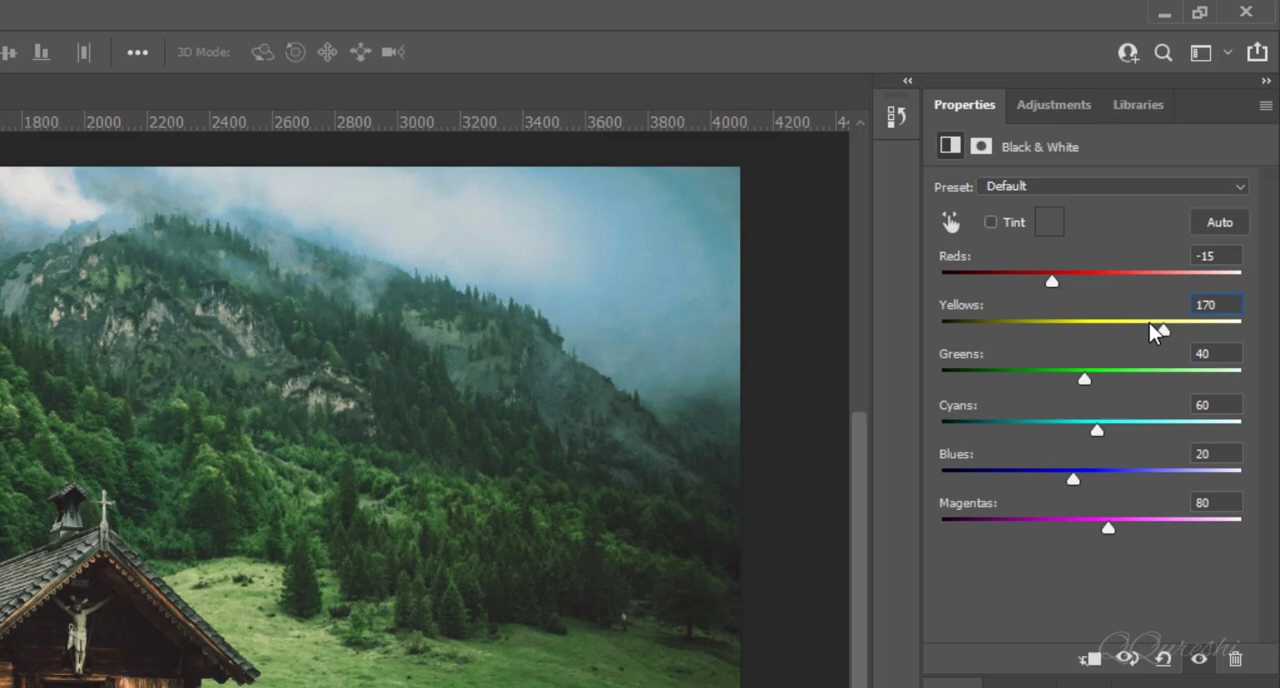 3D Mode:
1800 2000 2200 2400 2600 2800 3000 3200 3400 3600 3800 4000 4200
Properties Adjustments Libraries
Black & White
Preset: Default
Tint Auto
Reds: -15
Yellows: 170
Greens: 40
Cyans: 60
Blues: 20
Magentas: 80
QQureshi